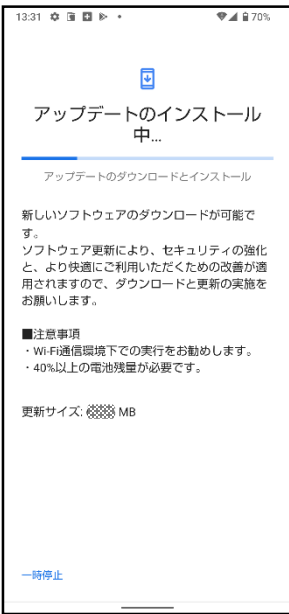 13:31
70%
アップデートのインストール
中...
アップデートのダウンロードとインストール
新しいソフトウェアのダウンロードが可能で
す。
ソフトウェア更新により、セキュリティの強化
と、より快適にご利用いただくための改善が適
用されますので、ダウンロードと更新の実施を
お願いします。
■注意事項
・Wi-Fi通信環境下での実行をお勧めします。
・40%以上の電池残量が必要です。
更新サイズ: MB
一時停止